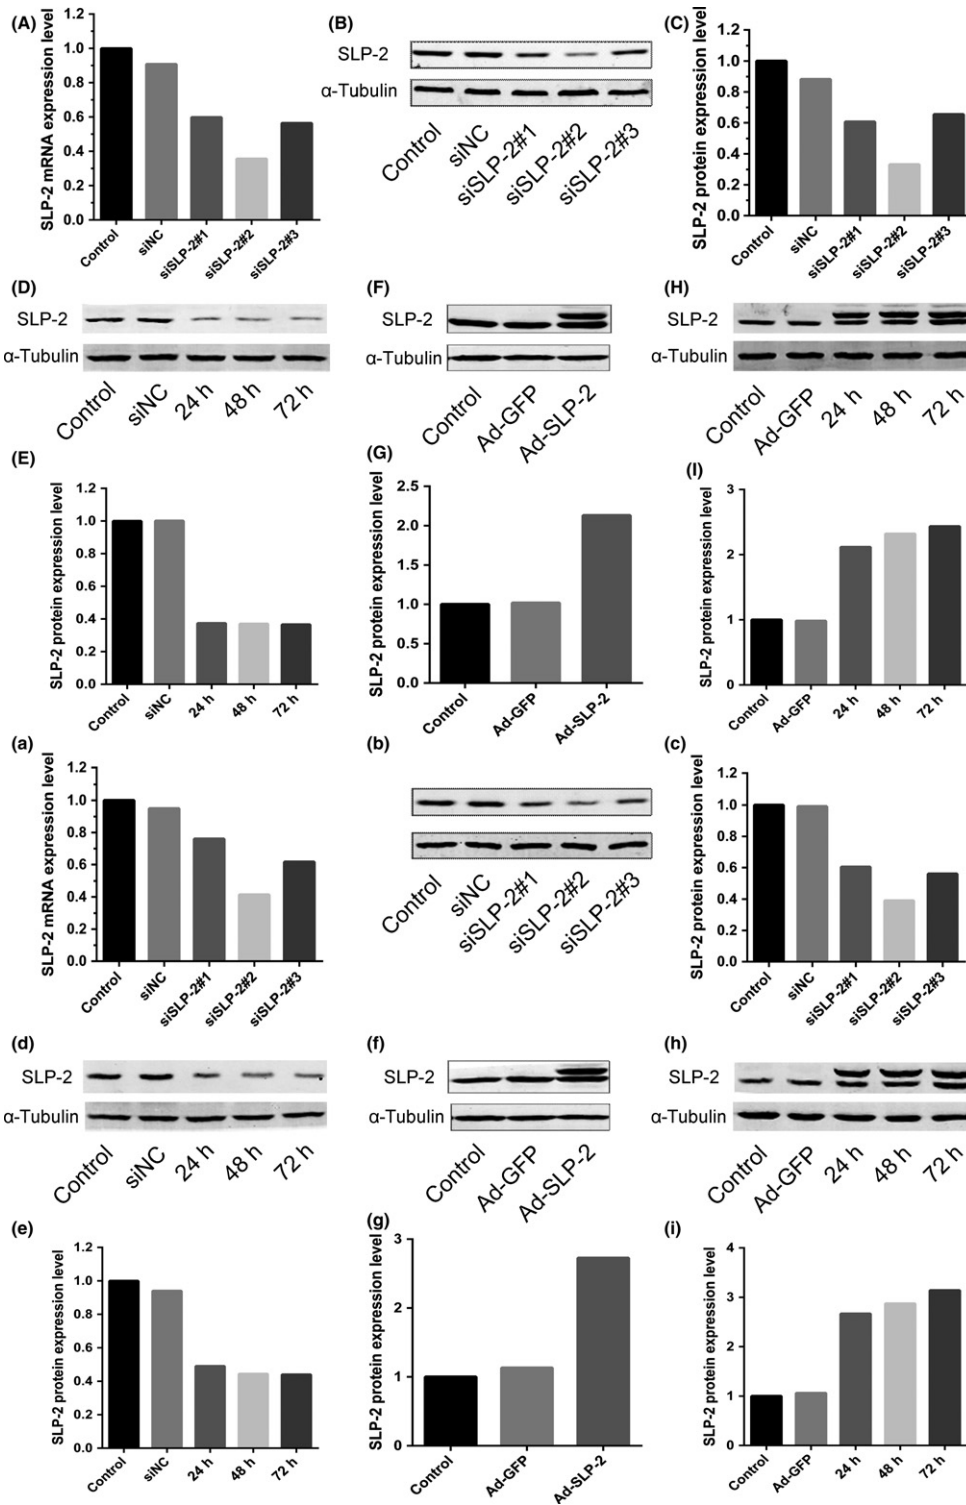 (A)
SLP-2 mRNA expression level
1.2
1.0
0.8
0.6
0.4
0.2
0.0
Control
siNC
siSLP-2#1
siSLP-2#2
siSLP-2#3
(B)
SLP-2
α-Tubulin
Control
siNC
siSLP-2#1
siSLP-2#2
siSLP-2#3
(C)
SLP-2 protein expression level
1.2
1.0
0.8
0.6
0.4
0.2
0.0
Control
siNC
siSLP-2#1
siSLP-2#2
siSLP-2#3
(D)
SLP-2
α-Tubulin
Control
siNC
24 h
48 h
72 h
(F)
SLP-2
α-Tubulin
Control
Ad-GFP
Ad-SLP-2
(H)
SLP-2
α-Tubulin
Control
Ad-GFP
24 h
48 h
72 h
(E)
SLP-2 protein expression level
1.2
1.0
0.8
0.6
0.4
0.2
0.0
Control
siNC
24 h
48 h
72 h
(G)
SLP-2 protein expression level
2.5
2.0
1.5
1.0
0.5
0.0
Control
Ad-GFP
Ad-SLP-2
(I)
SLP-2 protein expression level
3
2
1
0
Control
Ad-GFP
24 h
48 h
72 h
(a)
SLP-2 mRNA expression level
1.2
1.0
0.8
0.6
0.4
0.2
0.0
Control
siNC
siSLP-2#1
siSLP-2#2
siSLP-2#3
(b)
Control
siNC
siSLP-2#1
siSLP-2#2
siSLP-2#3
(c)
SLP-2 protein expression level
1.2
1.0
0.8
0.6
0.4
0.2
0.0
Control
siNC
siSLP-2#1
siSLP-2#2
siSLP-2#3
(d)
SLP-2
α-Tubulin
Control
siNC
24 h
48 h
72 h
(f)
SLP-2
α-Tubulin
Control
Ad-GFP
Ad-SLP-2
(h)
SLP-2
α-Tubulin
Control
Ad-GFP
24 h
48 h
72 h
(e)
SLP-2 protein expression level
1.2
1.0
0.8
0.6
0.4
0.2
0.0
Control
siNC
24 h
48 h
72 h
(g)
SLP-2 protein expression level
3
2
1
0
Control
Ad-GFP
Ad-SLP-2
(i)
SLP-2 protein expression level
4
3
2
1
0
Control
Ad-GFP
24 h
48 h
72 h